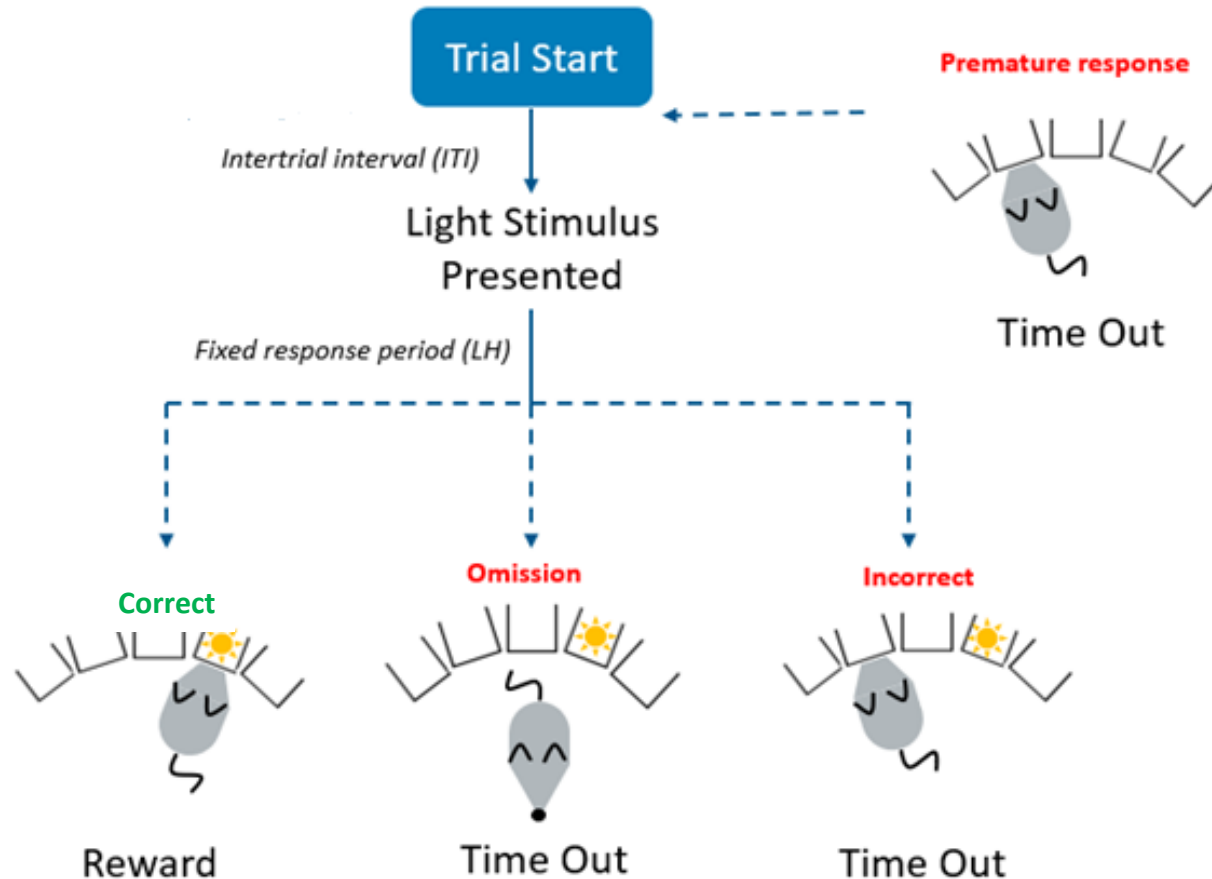 Trial Start
Premature response
Intertrial interval (ITI)
Light Stimulus
Presented
Time Out
Fixed response period (LH)
Correct
Omission
Incorrect
Reward
Time Out
Time Out